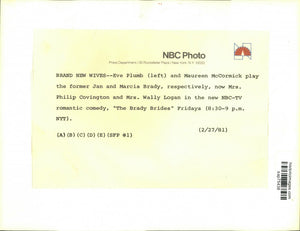 NBC Photo
Press Department / 30 Rockefeller Plaza / New York, N.Y. 10020
BRAND NEW WIVES--Eve Plumb (left) and Maureen McCormick play
the former Jan and Marcia Brady, respectively, now Mrs.
Philip Covington and Mrs. Wally Logan in the new NBC-TV
romantic comedy, "The Brady Brides" Fridays (8:30-9 p.m.
NYT).
(A)(B)(C)(D)(E)(SFP #1)
(2/27/81)